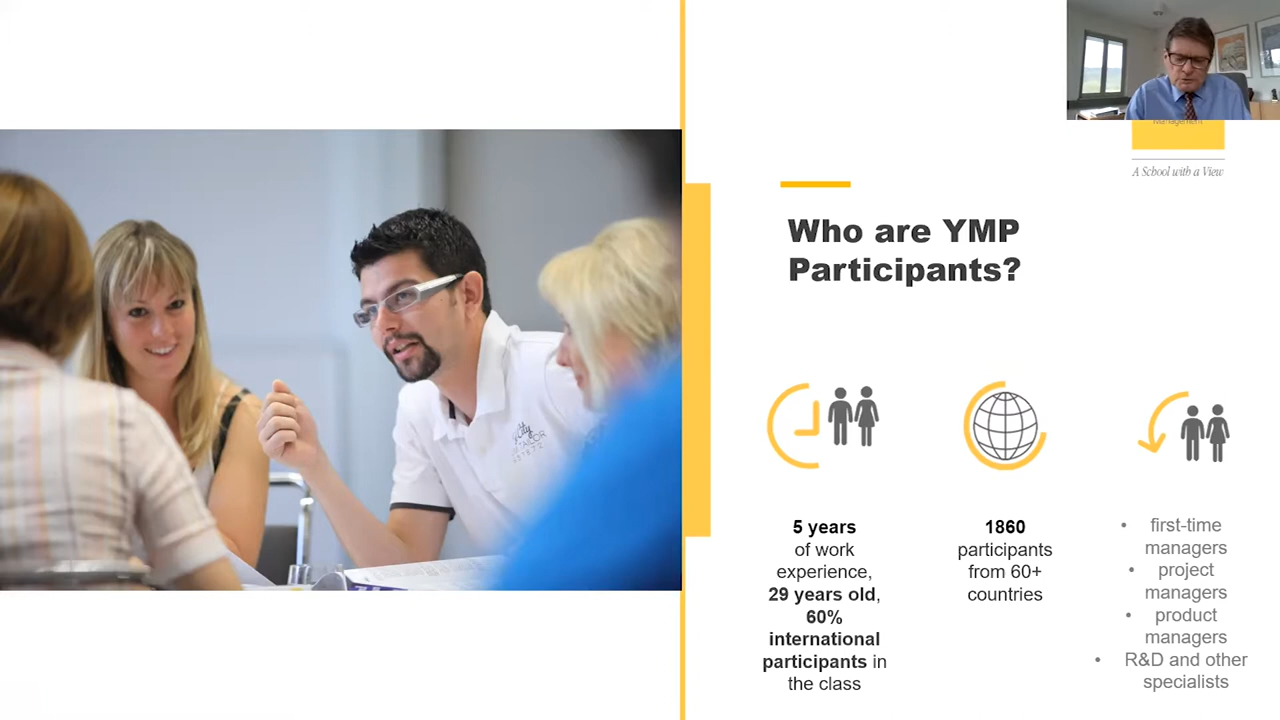 Management
A School with a View
Who are YMP
Participants?
5 years
of work
experience,
29 years old,
60%
international
participants in
the class
1860
participants
from 60+
countries
• first-time
managers
• project
managers
• product
managers
• R&D and other
specialists